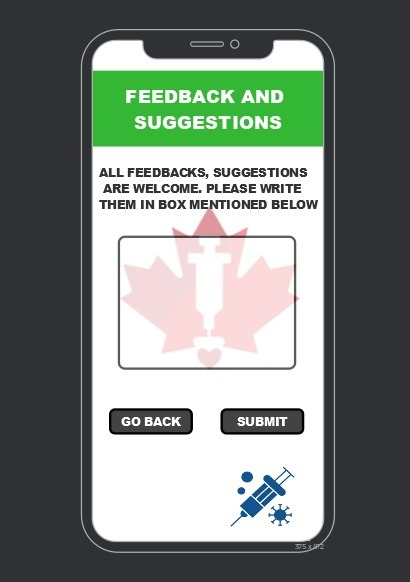 FEEDBACK AND
SUGGESTIONS
ALL FEEDBACKS, SUGGESTIONS
ARE WELCOME. PLEASE WRITE
THEM IN BOX MENTIONED BELOW
GO BACK
SUBMIT